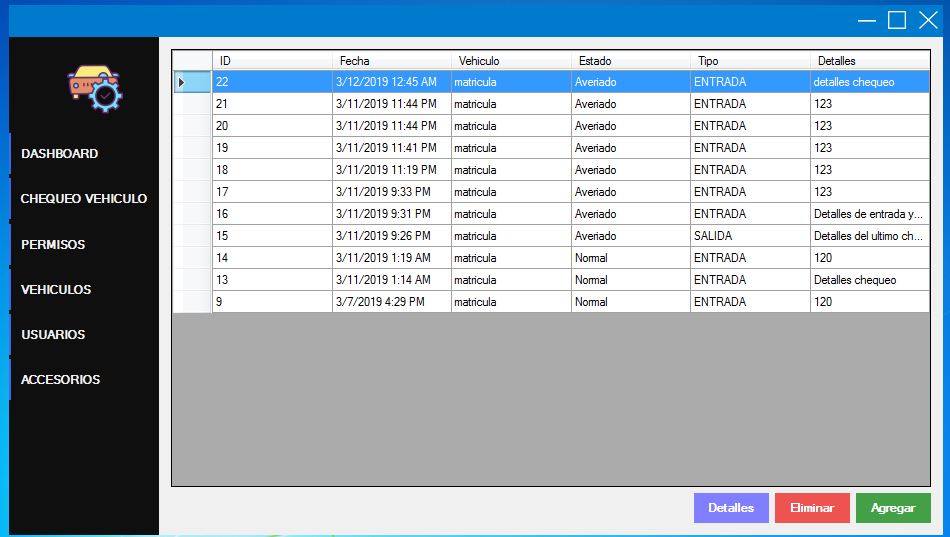 ID Fecha Vehiculo Estado Tipo Detalles
22 3/12/2019 12:45 AM matricula Averiado ENTRADA detalles chequeo
21 3/11/2019 11:44 PM matricula Averiado ENTRADA 123
20 3/11/2019 11:44 PM matricula Averiado ENTRADA 123
19 3/11/2019 11:41 PM matricula Averiado ENTRADA 123
18 3/11/2019 11:19 PM matricula Averiado ENTRADA 123
17 3/11/2019 9:33 PM matricula Averiado ENTRADA 123
16 3/11/2019 9:31 PM matricula Averiado ENTRADA Detalles de entrada y...
15 3/11/2019 9:26 PM matricula Averiado SALIDA Detalles del ultimo ch...
14 3/11/2019 1:19 AM matricula Normal ENTRADA 120
13 3/11/2019 1:14 AM matricula Normal ENTRADA Detalles chequeo
9 3/7/2019 4:29 PM matricula Normal ENTRADA 120
DASHBOARD
CHEQUEO VEHICULO
PERMISOS
VEHICULOS
USUARIOS
ACCESORIOS
Detalles Eliminar Agregar